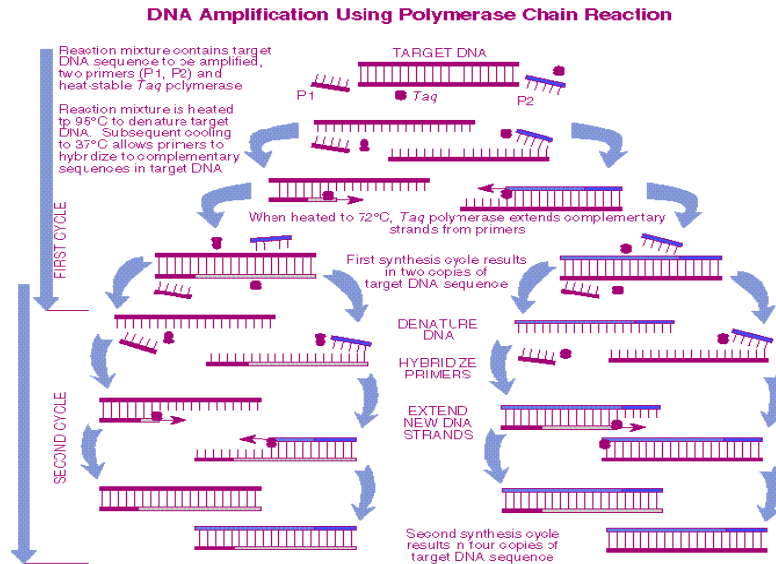 DNA Amplification Using Polymerase Chain Reaction
Reaction mixture contains target
DNA sequence to be amplified,
two primers (P1, P2) and
heat-stable Taq polymerase
TARGET DNA
P1
Taq
P2
Reaction mixture is heated
tp 95°C to denature target
DNA. Subsequent cooling
to 37°C allows primers to
hybridize to complementary
sequences in target DNA
When heated to 72°C, Taq polymerase extends complementary
strands from primers
FIRST CYCLE
First synthesis cycle results
in two copies of
target DNA sequence
DENATURE
DNA
HYBRIDZE
PRIMERS
SECOND CYCLE
EXTEND
NEW DNA
STRANDS
Second synthesis cycle
results n four copies of
target DNA sequence